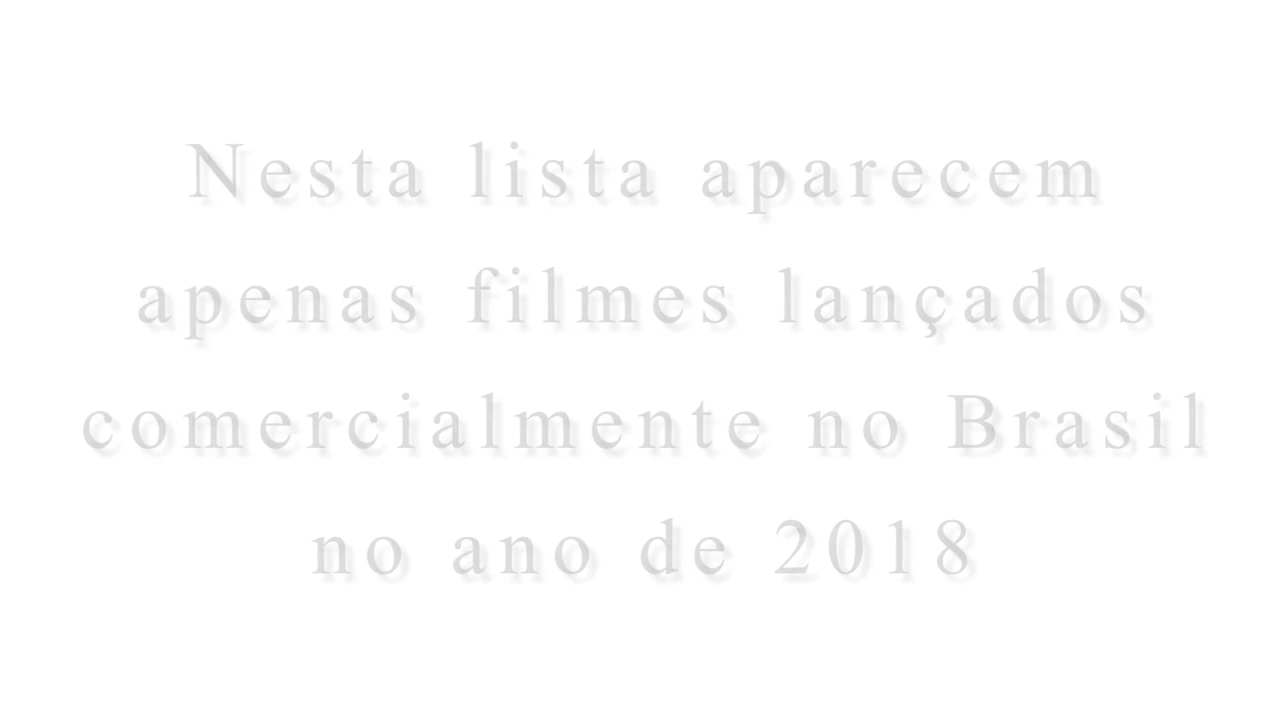 Nesta lista aparecem
apenas filmes lançados
comercialmente no Brasil
no ano de 2018